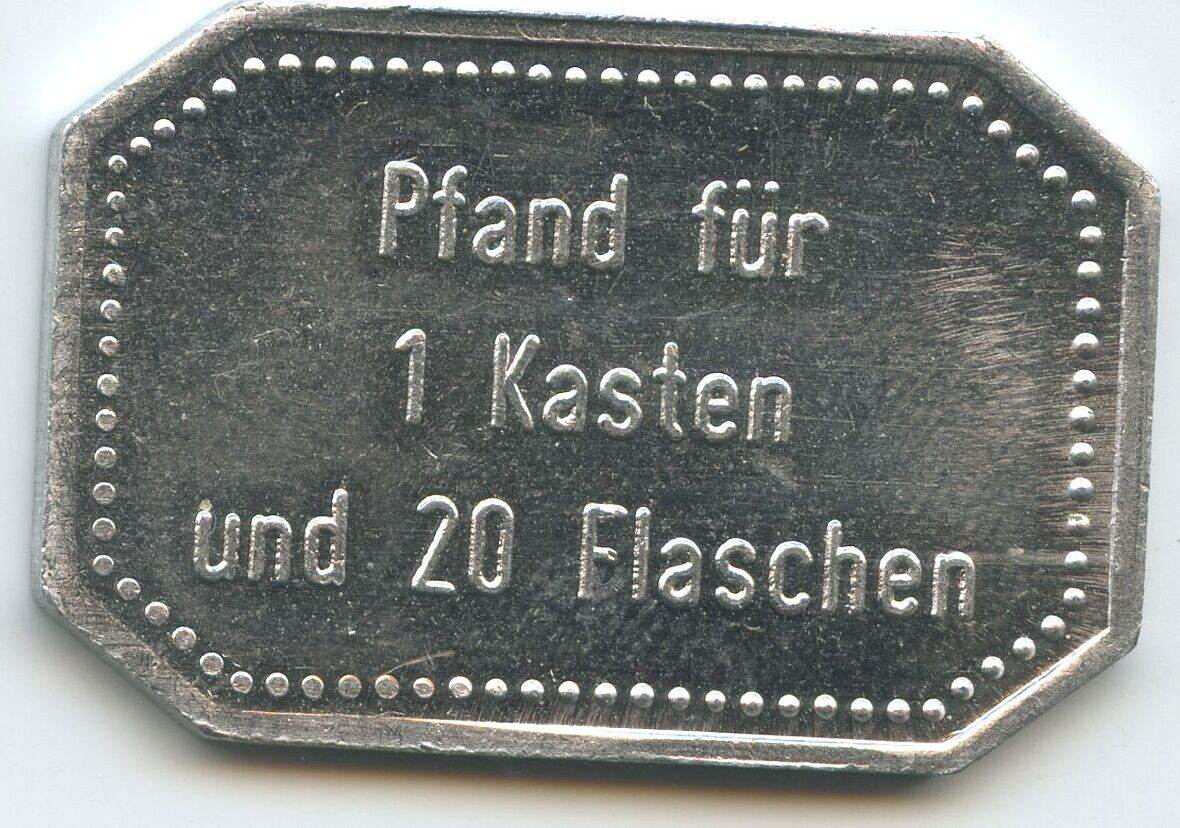 Pfand für
1 Kasten
und 20 Flaschen